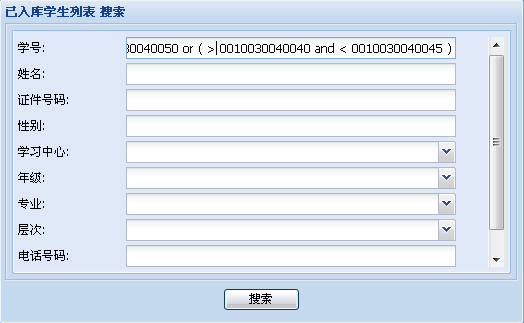 已入库学生列表 搜索
学号: 30040050 or ( > 0010030040040 and < 0010030040045 )
姓名:
证件号码:
性别:
学习中心:
年级:
专业:
层次:
电话号码:
搜索